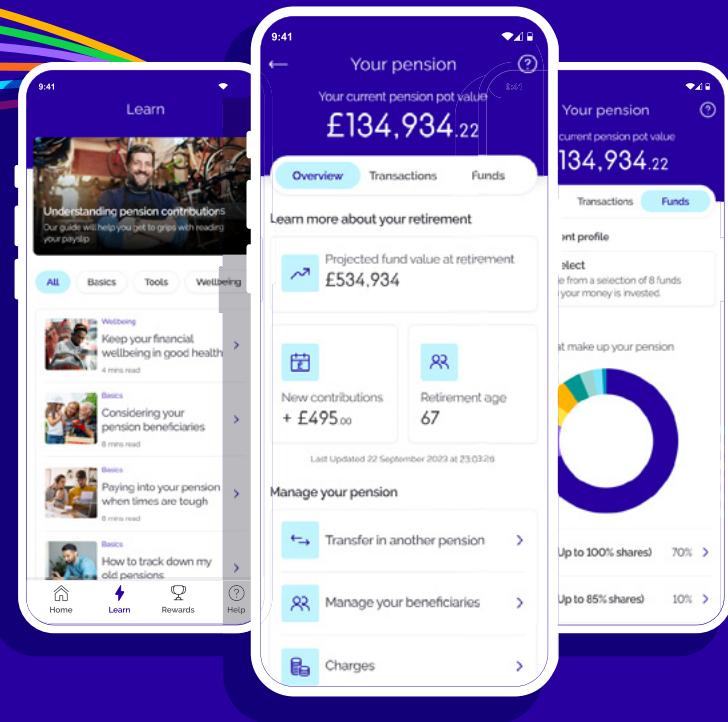 9:41
Learn
Understanding pension contributions
Our guide will help you get to grips with reading
your payslip
All
Basics
Tools
Wellbeing
Wellbeing
Keep your financial
wellbeing in good health
4 mins read
Basics
Considering your
pension beneficiaries
8 mins read
Basics
Paying into your pension
when times are tough
8 mins read
Basics
How to track down my
old pensions
Home
Learn
Rewards
Help
9:41
Your pension
Your current pension pot value
£134,934.22
9:41
Overview
Transactions
Funds
Learn more about your retirement
Projected fund value at retirement
£534,934
New contributions
+ £495.00
Retirement age
67
Last Updated 22 September 2023 at 23:03:26
Manage your pension
Transfer in another pension
Manage your beneficiaries
Charges
Your pension
current pension pot value
134,934.22
Transactions
Funds
ent profile
elect
e from a selection of 8 funds
your money is invested.
at make up your pension
Up to 100% shares) 70%
Up to 85% shares) 10%